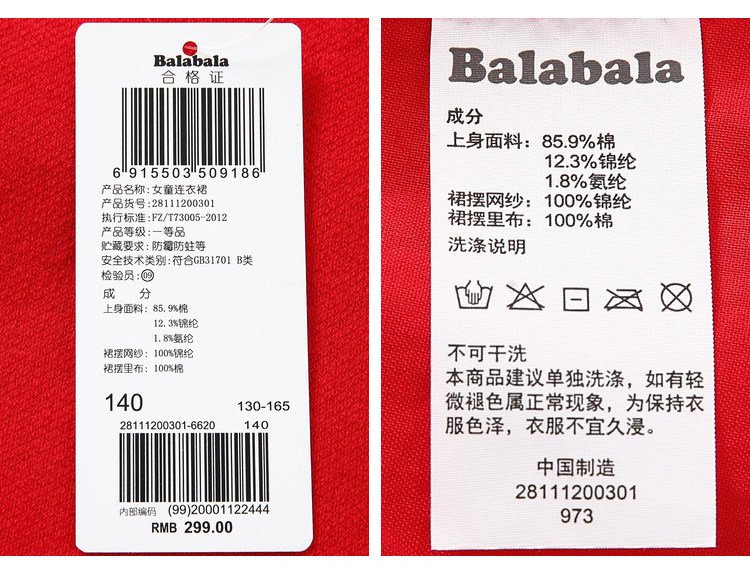 Balabala
合格证
6 915503 509186
产品名称: 女童连衣裙
产品货号: 28111200301
执行标准: FZ/T73005-2012
产品等级: 一等品
贮藏要求: 防霉防蛀等
安全技术类别: 符合GB31701 B类
检验员: 09
成 分
上身面料: 85.9%棉
12.3%锦纶
1.8%氨纶
裙摆网纱: 100%锦纶
裙摆里布: 100%棉
140 130-165
28111200301-6620 140
内部编码 (99)20001122444
RMB 299.00
Balabala
成分
上身面料: 85.9%棉
12.3%锦纶
1.8%氨纶
裙摆网纱: 100%锦纶
裙摆里布: 100%棉
洗涤说明
不可干洗
本商品建议单独洗涤，如有轻
微褪色属正常现象，为保持衣
服色泽，衣服不宜久浸。
中国制造
28111200301
973